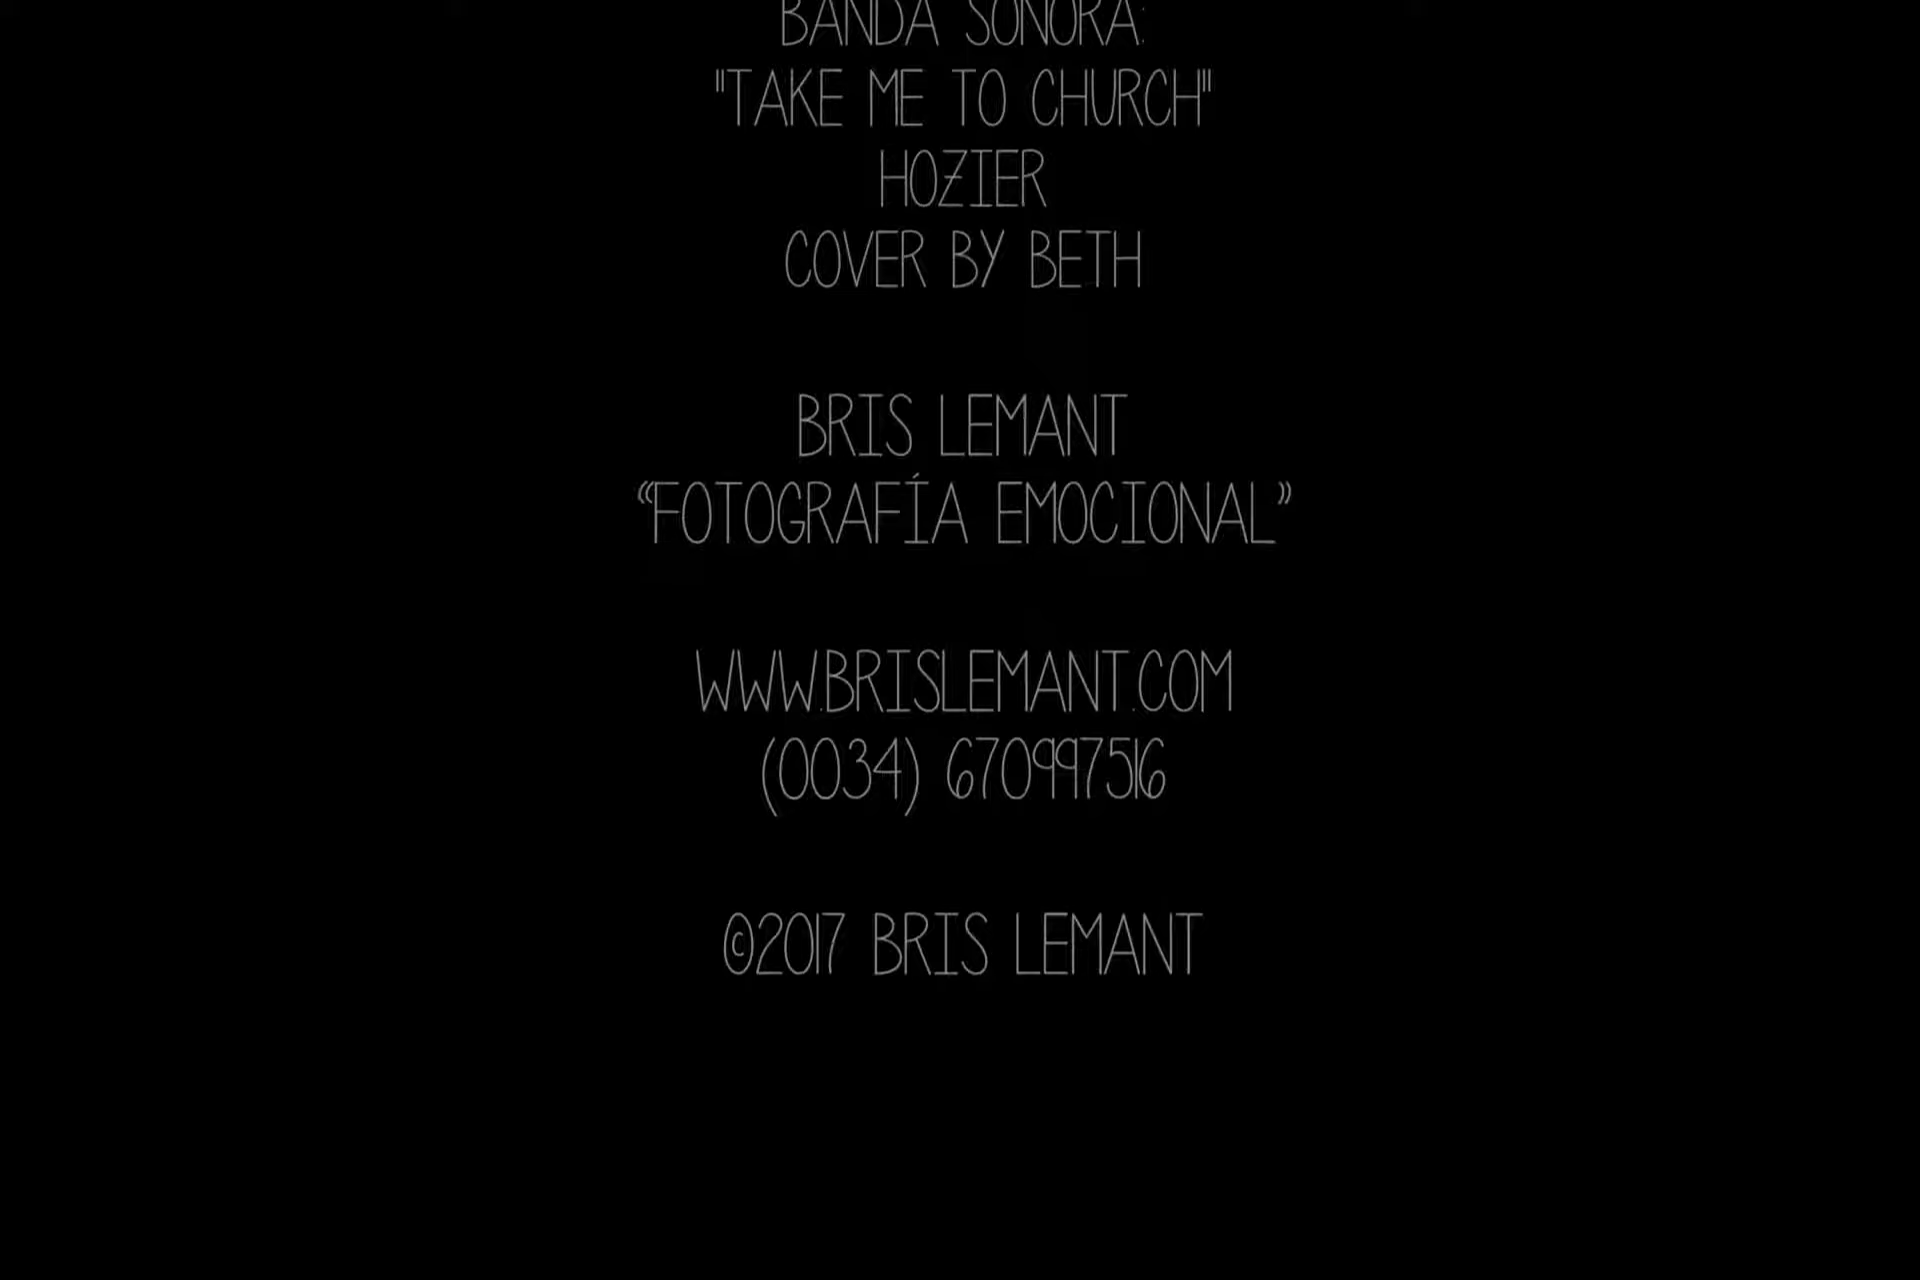 BANDA SONORA:
"TAKE ME TO CHURCH"
HOZIER
COVER BY BETH
BRIS LEMANT
“FOTOGRAFÍA EMOCIONAL”
WWW.BRISLEMANT.COM
(0034) 670997516
©2017 BRIS LEMANT